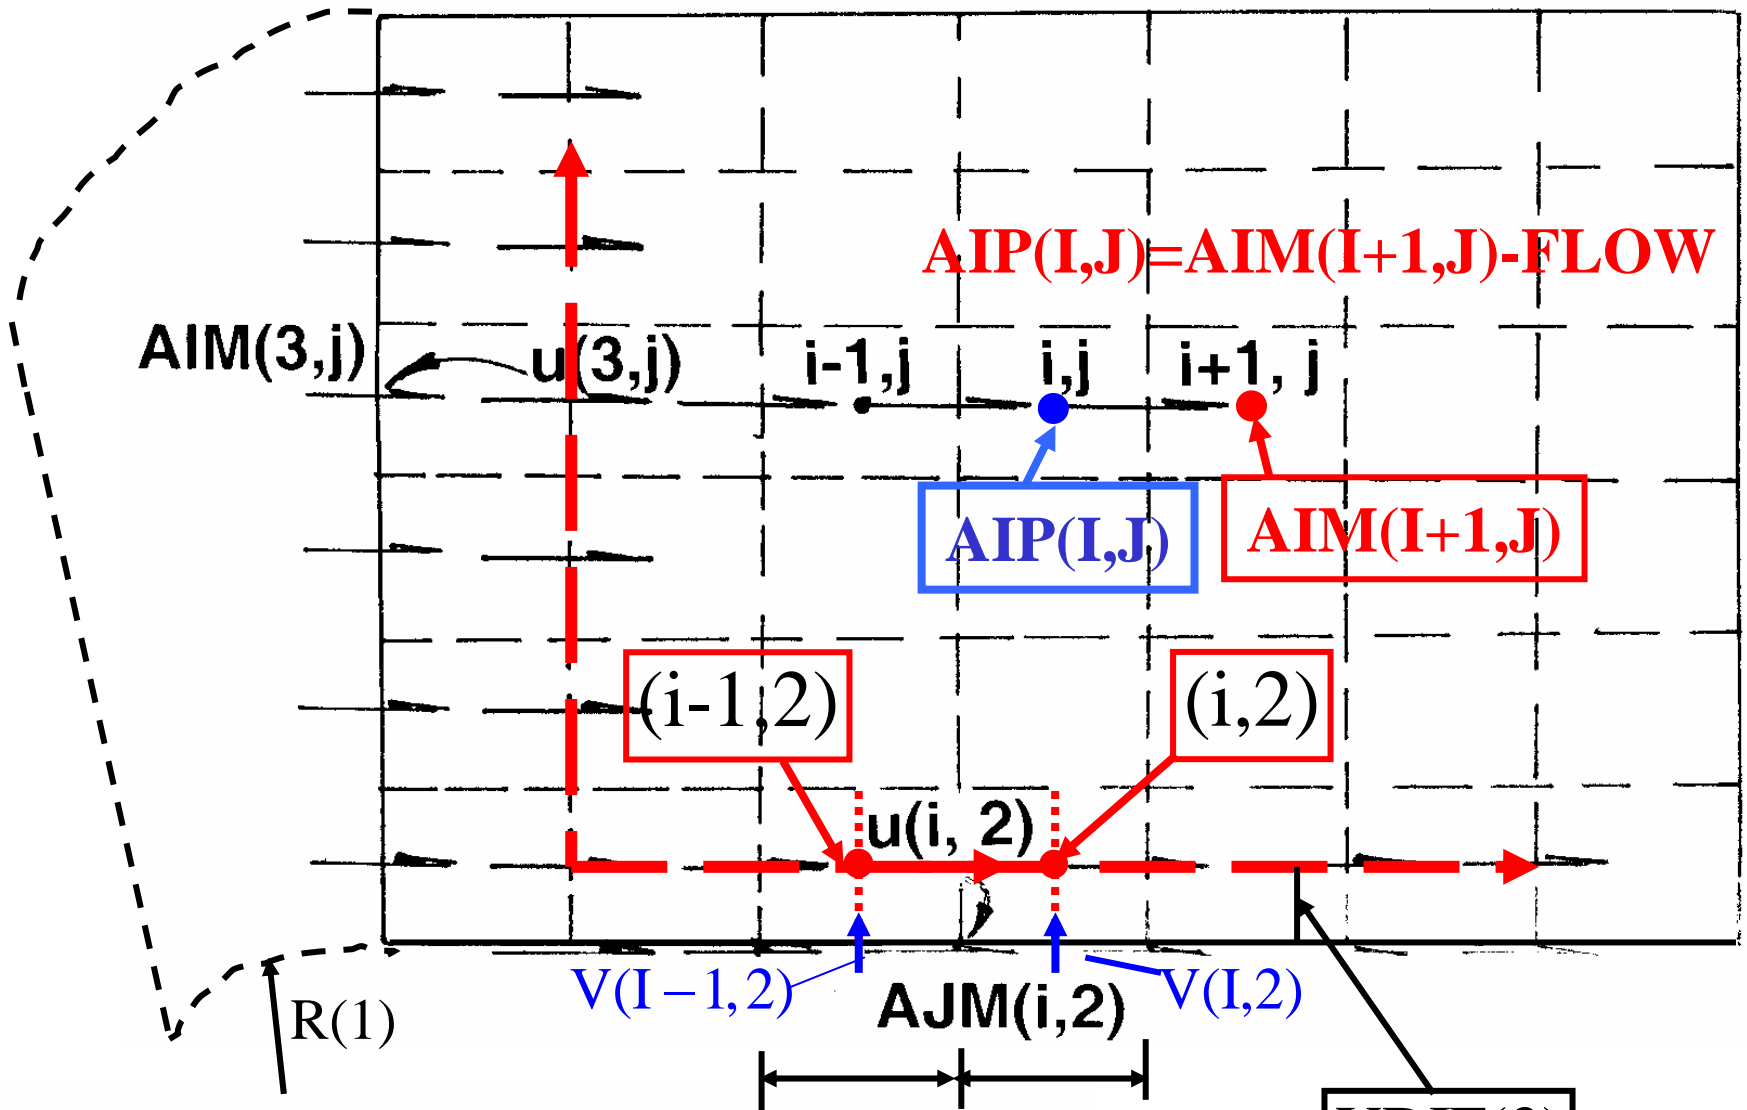 AIP(I,J)=AIM(I+1,J)-FLOW
AIM(3,j)
u(3,j)
i-1,j
i,j
i+1, j
AIP(I,J)
AIM(I+1,J)
(i-1,2)
(i,2)
u(i, 2)
V(I-1,2)
V(I,2)
AJM(i,2)
R(1)